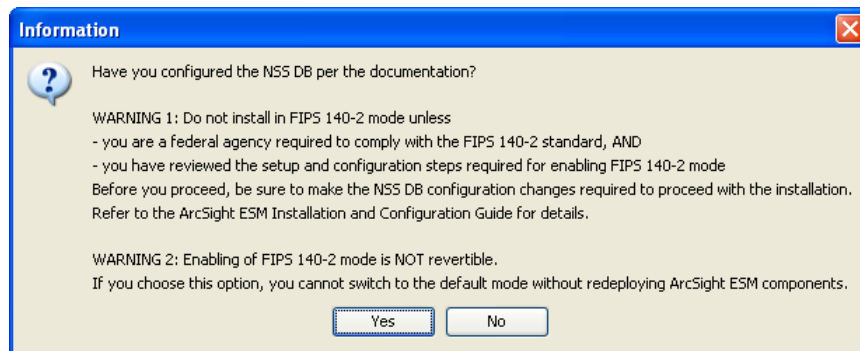 Information
Have you configured the NSS DB per the documentation?
WARNING 1: Do not install in FIPS 140-2 mode unless
- you are a federal agency required to comply with the FIPS 140-2 standard, AND
- you have reviewed the setup and configuration steps required for enabling FIPS 140-2 mode
Before you proceed, be sure to make the NSS DB configuration changes required to proceed with the installation.
Refer to the ArcSight ESM Installation and Configuration Guide for details.
WARNING 2: Enabling of FIPS 140-2 mode is NOT revertible.
If you choose this option, you cannot switch to the default mode without redeploying ArcSight ESM components.
Yes No